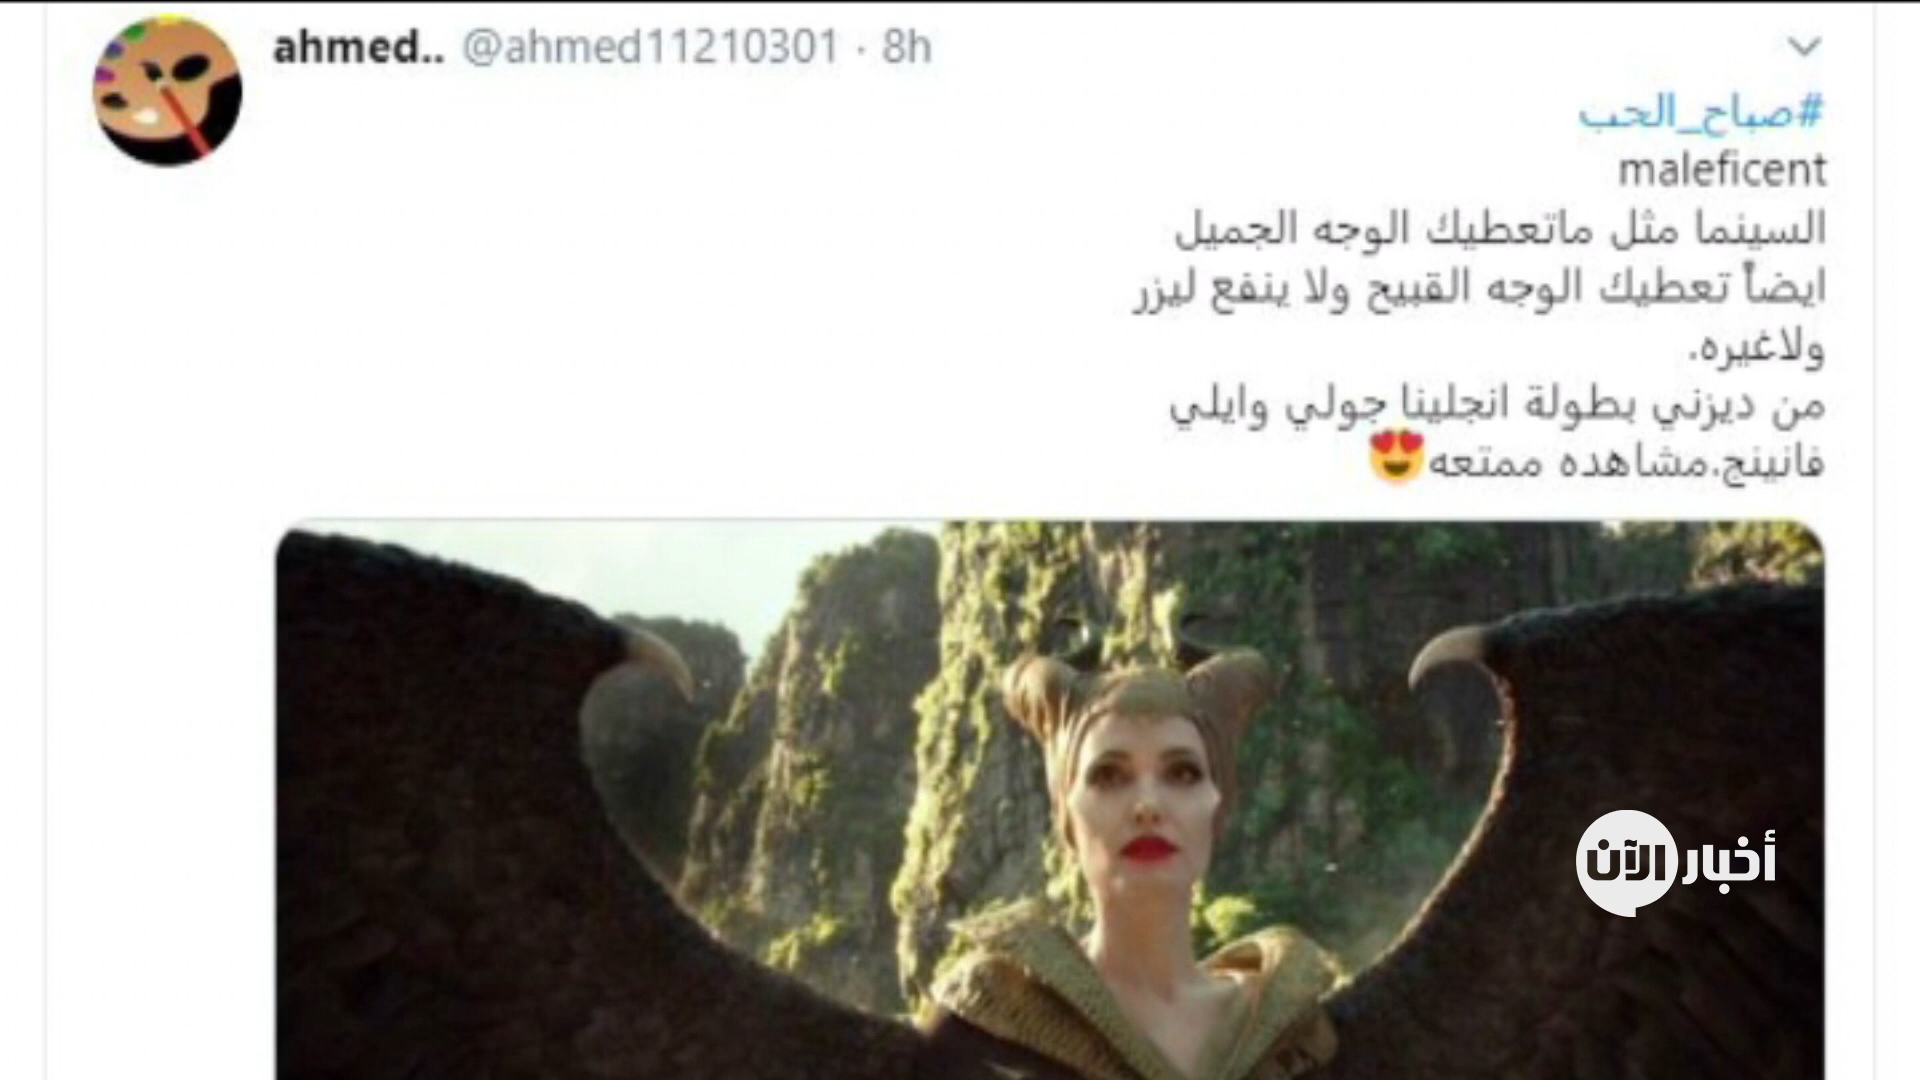 ahmed.. @ahmed11210301 · 8h
#صباح_الحب
maleficent
السينما مثل ماتعطيك الوجه الجميل
ايضاً تعطيك الوجه القبيح ولا ينفع ليزر
ولاغيره.
من ديزني بطولة انجلينا جولي وايلي
فانينج.مشاهده ممتعه😍
أخبار الآن